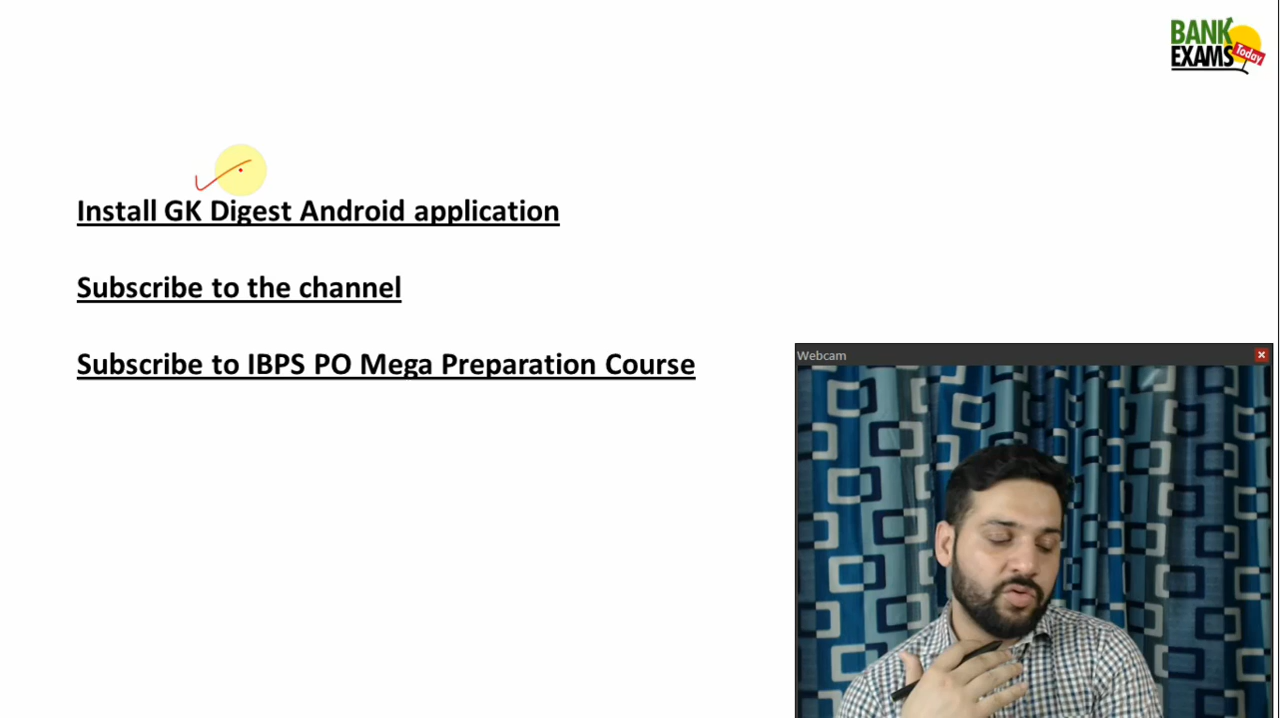 BANK
EXAMS Today
Install GK Digest Android application
Subscribe to the channel
Subscribe to IBPS PO Mega Preparation Course
Webcam